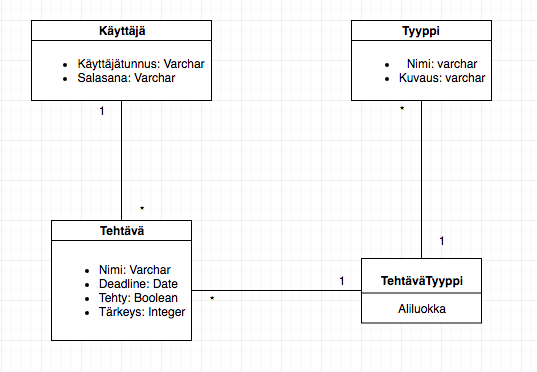 Käyttäjä
• Käyttäjätunnus: Varchar
• Salasana: Varchar
Tyyppi
• Nimi: varchar
• Kuvaus: varchar
1
*
*
1
Tehtävä
• Nimi: Varchar
• Deadline: Date
• Tehty: Boolean
• Tärkeys: Integer
*
1
TehtäväTyyppi
Aliluokka